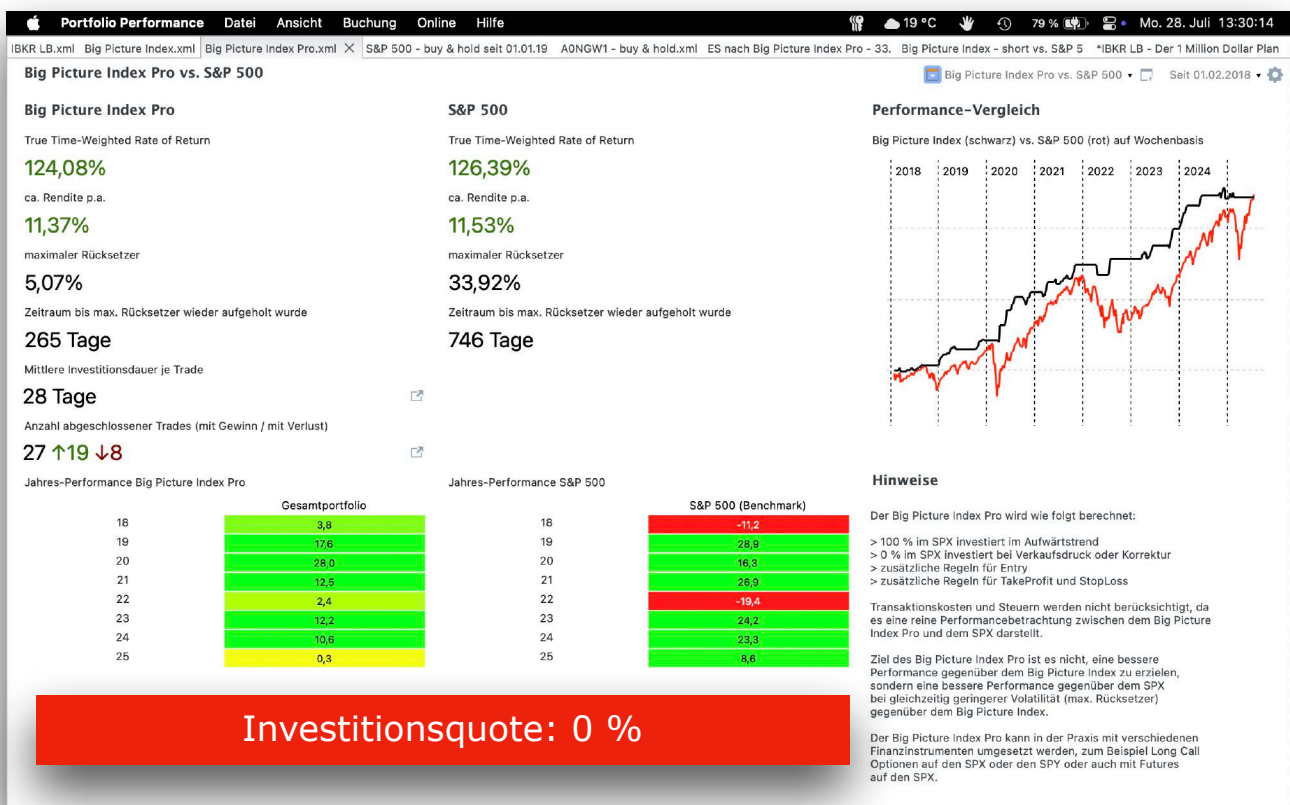 Portfolio Performance Datei Ansicht Buchung Online Hilfe 19 °C 79 % Mo. 28. Juli 13:30:14
IBKR LB.xml Big Picture Index.xml Big Picture Index Pro.xml S&P 500 - buy & hold seit 01.01.19 A0NGW1 - buy & hold.xml ES nach Big Picture Index Pro - 33. Big Picture Index - short vs. S&P 5 *IBKR LB - Der 1 Million Dollar Plan
Big Picture Index Pro vs. S&P 500
Big Picture Index Pro vs. S&P 500 Seit 01.02.2018
Big Picture Index Pro
True Time-Weighted Rate of Return
124,08%
ca. Rendite p.a.
11,37%
maximaler Rücksetzer
5,07%
Zeitraum bis max. Rücksetzer wieder aufgeholt wurde
265 Tage
Mittlere Investitionsdauer je Trade
28 Tage
Anzahl abgeschlossener Trades (mit Gewinn / mit Verlust)
27 ↑19 ↓8
Jahres-Performance Big Picture Index Pro
Gesamtportfolio
18 3,8
19 17,6
20 28,0
21 12,5
22 2,4
23 12,2
24 10,6
25 0,3
S&P 500
True Time-Weighted Rate of Return
126,39%
ca. Rendite p.a.
11,53%
maximaler Rücksetzer
33,92%
Zeitraum bis max. Rücksetzer wieder aufgeholt wurde
746 Tage
Jahres-Performance S&P 500
S&P 500 (Benchmark)
18 -11,2
19 28,9
20 16,3
21 26,9
22 -19,4
23 24,2
24 23,3
25 8,6
Performance-Vergleich
Big Picture Index (schwarz) vs. S&P 500 (rot) auf Wochenbasis
2018 2019 2020 2021 2022 2023 2024
Hinweise
Der Big Picture Index Pro wird wie folgt berechnet:
> 100 % im SPX investiert im Aufwärtstrend
> 0 % im SPX investiert bei Verkaufsdruck oder Korrektur
> zusätzliche Regeln für Entry
> zusätzliche Regeln für TakeProfit und StopLoss
Transaktionskosten und Steuern werden nicht berücksichtigt, da
es eine reine Performancebetrachtung zwischen dem Big Picture
Index Pro und dem SPX darstellt.
Ziel des Big Picture Index Pro ist es nicht, eine bessere
Performance gegenüber dem Big Picture Index zu erzielen,
sondern eine bessere Performance gegenüber dem SPX
bei gleichzeitig geringerer Volatilität (max. Rücksetzer)
gegenüber dem Big Picture Index.
Der Big Picture Index Pro kann in der Praxis mit verschiedenen
Finanzinstrumenten umgesetzt werden, zum Beispiel Long Call
Optionen auf den SPX oder den SPY oder auch mit Futures
auf den SPX.
Investitionsquote: 0 %